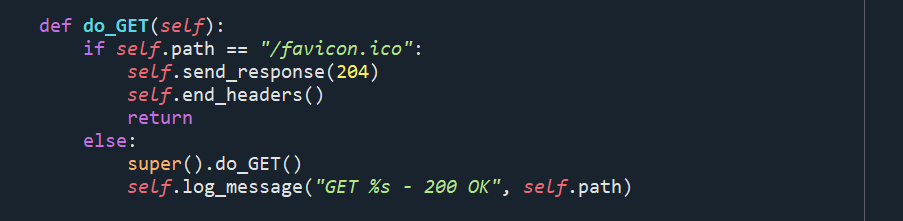 def do_GET(self):
    if self.path == "/favicon.ico":
        self.send_response(204)
        self.end_headers()
        return
    else:
        super().do_GET()
        self.log_message("GET %s - 200 OK", self.path)